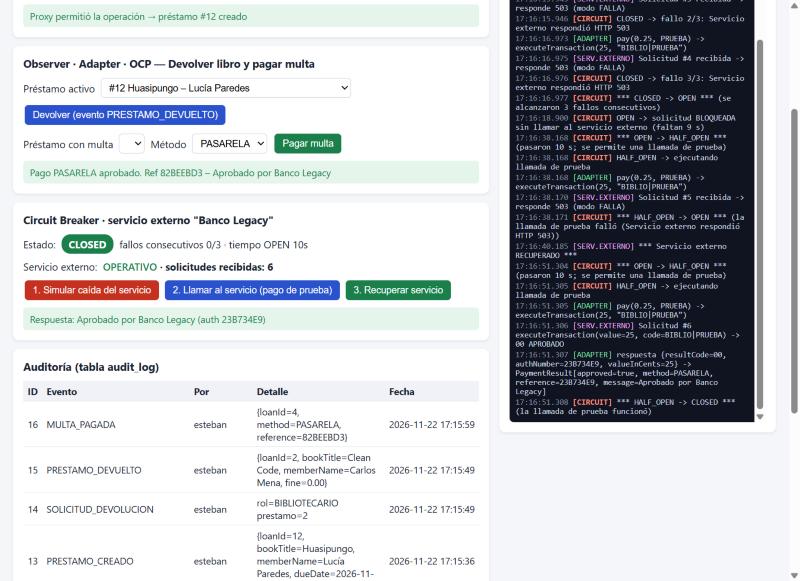 Proxy permitió la operación → préstamo #12 creado
Observer · Adapter · OCP — Devolver libro y pagar multa
Préstamo activo #12 Huasipungo – Lucía Paredes
Devolver (evento PRESTAMO_DEVUELTO)
Préstamo con multa Método PASARELA Pagar multa
Pago PASARELA aprobado. Ref 82BEEBD3 – Aprobado por Banco Legacy
Circuit Breaker · servicio externo "Banco Legacy"
Estado: CLOSED fallos consecutivos 0/3 · tiempo OPEN 10s
Servicio externo: OPERATIVO · solicitudes recibidas: 6
1. Simular caída del servicio 2. Llamar al servicio (pago de prueba) 3. Recuperar servicio
Respuesta: Aprobado por Banco Legacy (auth 23B734E9)
Auditoría (tabla audit_log)
ID Evento Por Detalle Fecha
16 MULTA_PAGADA esteban {loanId=4,
method=PASARELA,
reference=82BEEBD3} 2026-11-22 17:15:59
15 PRESTAMO_DEVUELTO esteban {loanId=2, bookTitle=Clean
Code, memberName=Carlos
Mena, fine=0.00} 2026-11-22 17:15:49
14 SOLICITUD_DEVOLUCION esteban rol=BIBLIOTECARIO
prestamo=2 2026-11-22 17:15:49
13 PRESTAMO_CREADO esteban {loanId=12,
bookTitle=Huasipungo,
memberName=Lucía
Paredes, dueDate=2026-11- 2026-11-22 17:15:36
responde 503 (modo FALLA)
17:16:15.946 [CIRCUIT] CLOSED -> fallo 2/3: Servicio
externo respondió HTTP 503
17:16:16.973 [ADAPTER] pay(0.25, PRUEBA) ->
executeTransaction(25, "BIBLIO|PRUEBA")
17:16:16.975 [SERV.EXTERNO] Solicitud #4 recibida ->
responde 503 (modo FALLA)
17:16:16.976 [CIRCUIT] CLOSED -> fallo 3/3: Servicio
externo respondió HTTP 503
17:16:16.977 [CIRCUIT] *** CLOSED -> OPEN *** (se
alcanzaron 3 fallos consecutivos)
17:16:18.900 [CIRCUIT] OPEN -> solicitud BLOQUEADA
sin llamar al servicio externo (faltan 9 s)
17:16:38.168 [CIRCUIT] *** OPEN -> HALF_OPEN ***
(pasaron 10 s; se permite una llamada de prueba)
17:16:38.168 [CIRCUIT] HALF_OPEN -> ejecutando
llamada de prueba
17:16:38.168 [ADAPTER] pay(0.25, PRUEBA) ->
executeTransaction(25, "BIBLIO|PRUEBA")
17:16:38.170 [SERV.EXTERNO] Solicitud #5 recibida ->
responde 503 (modo FALLA)
17:16:38.171 [CIRCUIT] *** HALF_OPEN -> OPEN *** (la
llamada de prueba falló (Servicio externo respondió
HTTP 503))
17:16:40.185 [SERV.EXTERNO] *** Servicio externo
RECUPERADO ***
17:16:51.304 [CIRCUIT] *** OPEN -> HALF_OPEN ***
(pasaron 10 s; se permite una llamada de prueba)
17:16:51.305 [CIRCUIT] HALF_OPEN -> ejecutando
llamada de prueba
17:16:51.305 [ADAPTER] pay(0.25, PRUEBA) ->
executeTransaction(25, "BIBLIO|PRUEBA")
17:16:51.306 [SERV.EXTERNO] Solicitud #6
executeTransaction(value=25, code=BIBLIO|PRUEBA) ->
00 APROBADO
17:16:51.307 [ADAPTER] respuesta {resultCode=00,
authNumber=23B734E9, valueInCents=25} ->
PaymentResult[approved=true, method=PASARELA,
reference=23B734E9, message=Aprobado por Banco
Legacy]
17:16:51.308 [CIRCUIT] *** HALF_OPEN -> CLOSED ***
(la llamada de prueba funcionó)